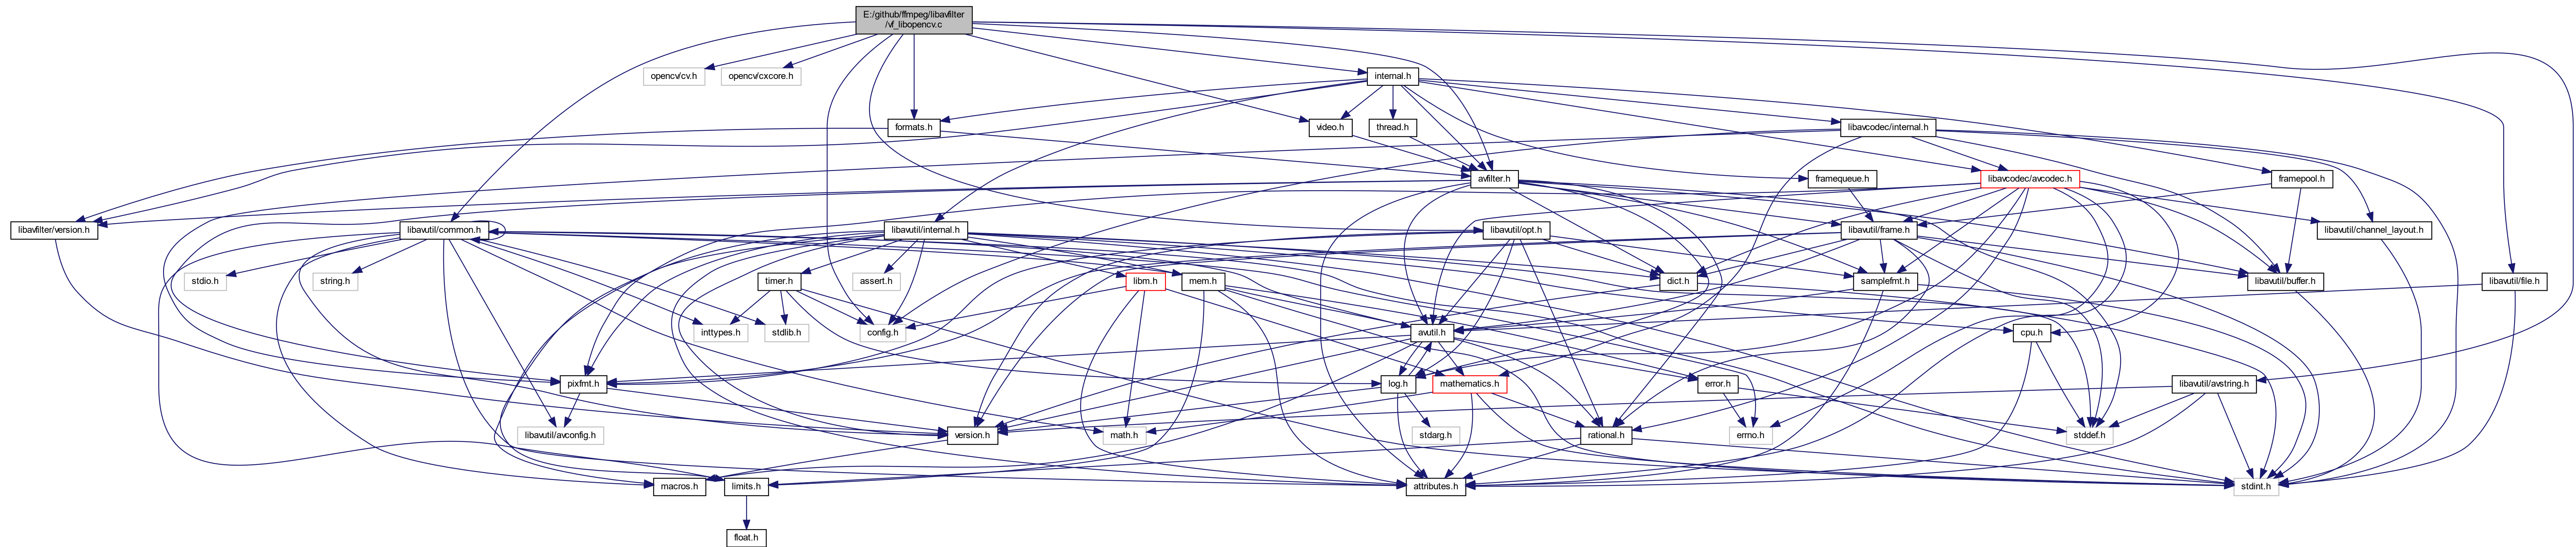 E:/github/ffmpeg/libavfilter
/vf_libopencv.c
opencv/cv.h
opencv/cxcore.h
internal.h
formats.h
video.h
thread.h
libavcodec/internal.h
avfilter.h
framequeue.h
libavcodec/avcodec.h
framepool.h
libavfilter/version.h
libavutil/common.h
libavutil/internal.h
libavutil/opt.h
libavutil/frame.h
libavutil/channel_layout.h
stdio.h
string.h
timer.h
assert.h
libm.h
mem.h
dict.h
samplefmt.h
libavutil/buffer.h
libavutil/file.h
inttypes.h
stdlib.h
config.h
avutil.h
cpu.h
pixfmt.h
log.h
mathematics.h
error.h
libavutil/avstring.h
libavutil/avconfig.h
version.h
math.h
stdarg.h
rational.h
errno.h
stddef.h
macros.h
limits.h
attributes.h
stdint.h
float.h